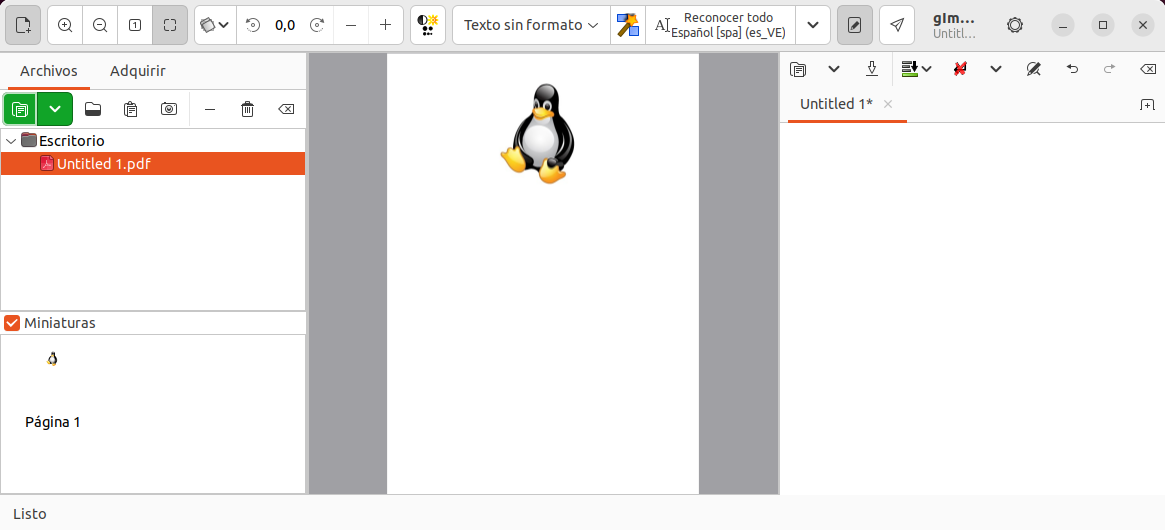 0,0
Texto sin formato
Reconocer todo
Español [spa] (es_VE)
gIm...
Untitl...
Archivos
Adquirir
Escritorio
Untitled 1.pdf
Miniaturas
Página 1
Untitled 1*
Listo